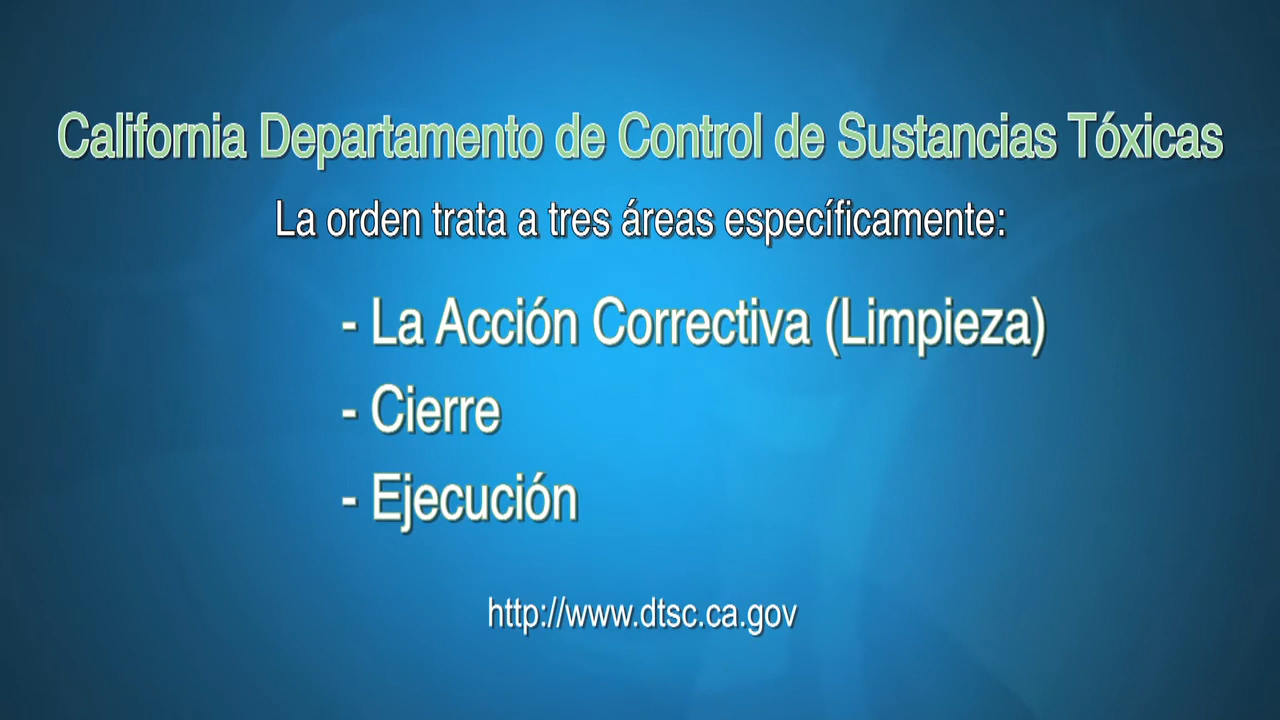 California Departamento de Control de Sustancias Tóxicas
La orden trata a tres áreas específicamente:
- La Acción Correctiva (Limpieza)
- Cierre
- Ejecución
http://www.dtsc.ca.gov